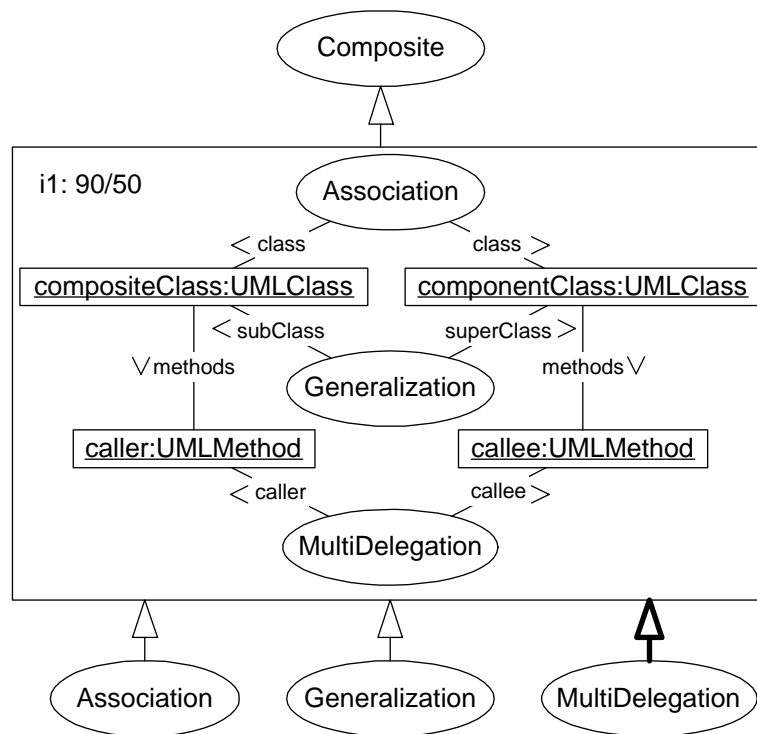 Composite
i1: 90/50
Association
< class
class >
compositeClass:UMLClass
componentClass:UMLClass
< subClass
superClass >
∨ methods
methods ∨
Generalization
caller:UMLMethod
callee:UMLMethod
< caller
callee >
MultiDelegation
Association
Generalization
MultiDelegation